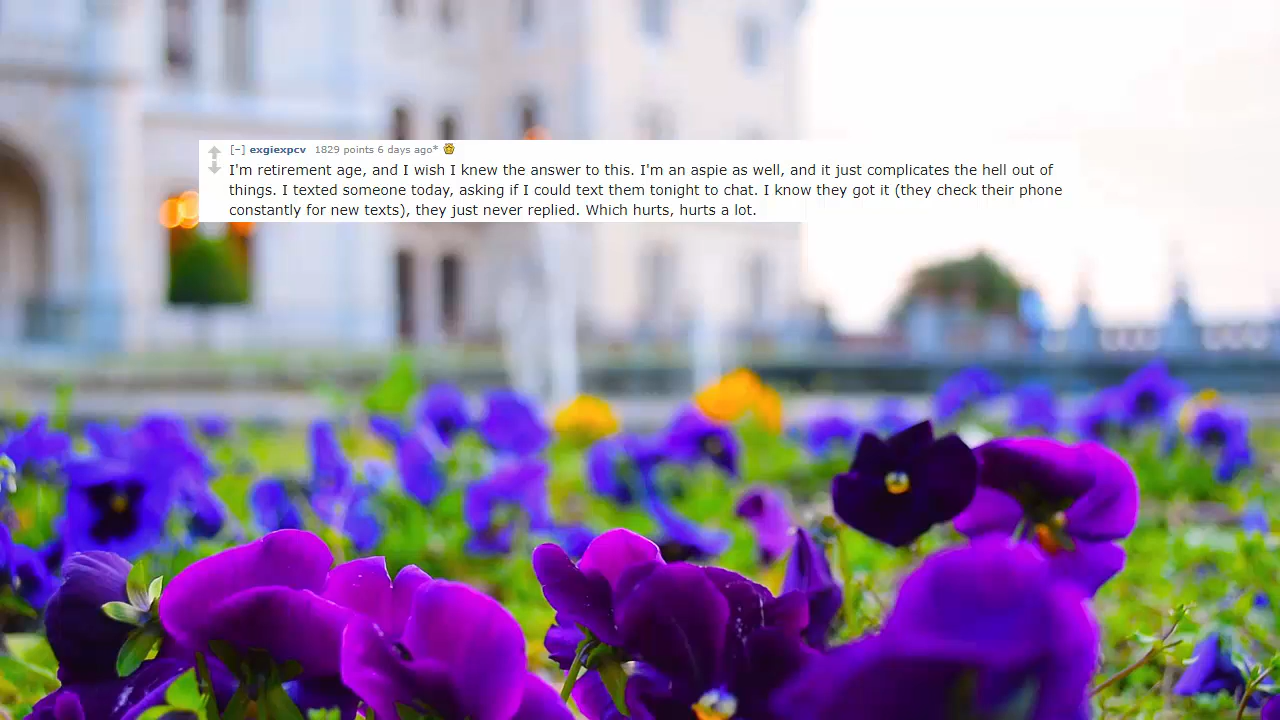 [–] exgiexpcv 1829 points 6 days ago*
I'm retirement age, and I wish I knew the answer to this. I'm an aspie as well, and it just complicates the hell out of
things. I texted someone today, asking if I could text them tonight to chat. I know they got it (they check their phone
constantly for new texts), they just never replied. Which hurts, hurts a lot.